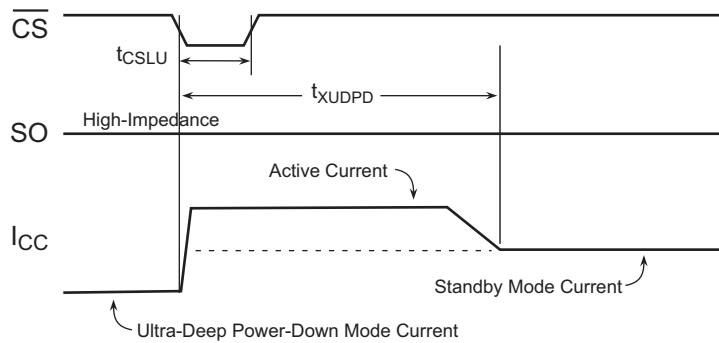 CS
tCSLU
tXUDPD
High-Impedance
SO
Active Current
ICC
Standby Mode Current
Ultra-Deep Power-Down Mode Current